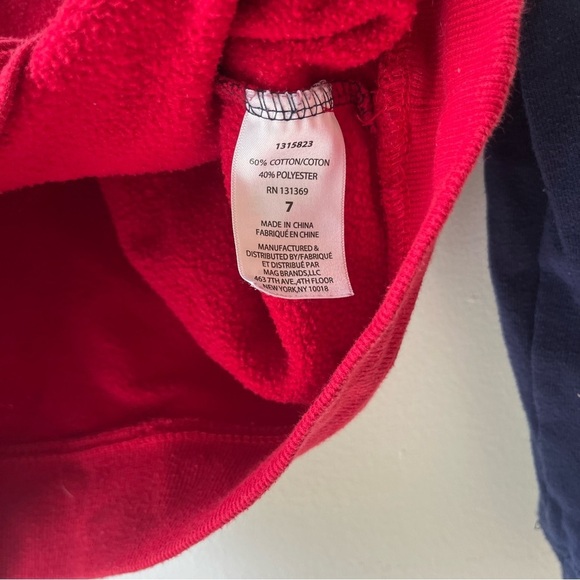 1315823
60% COTTON/COTON
40% POLYESTER
RN 131369
7
MADE IN CHINA
FABRIQUÉ EN CHINE
MANUFACTURED &
DISTRIBUTED BY/FABRIQUÉ
ET DISTRIBUÉ PAR
MAG BRANDS,LLC
463 7TH AVE.,4TH FLOOR
NEW YORK,NY 10018